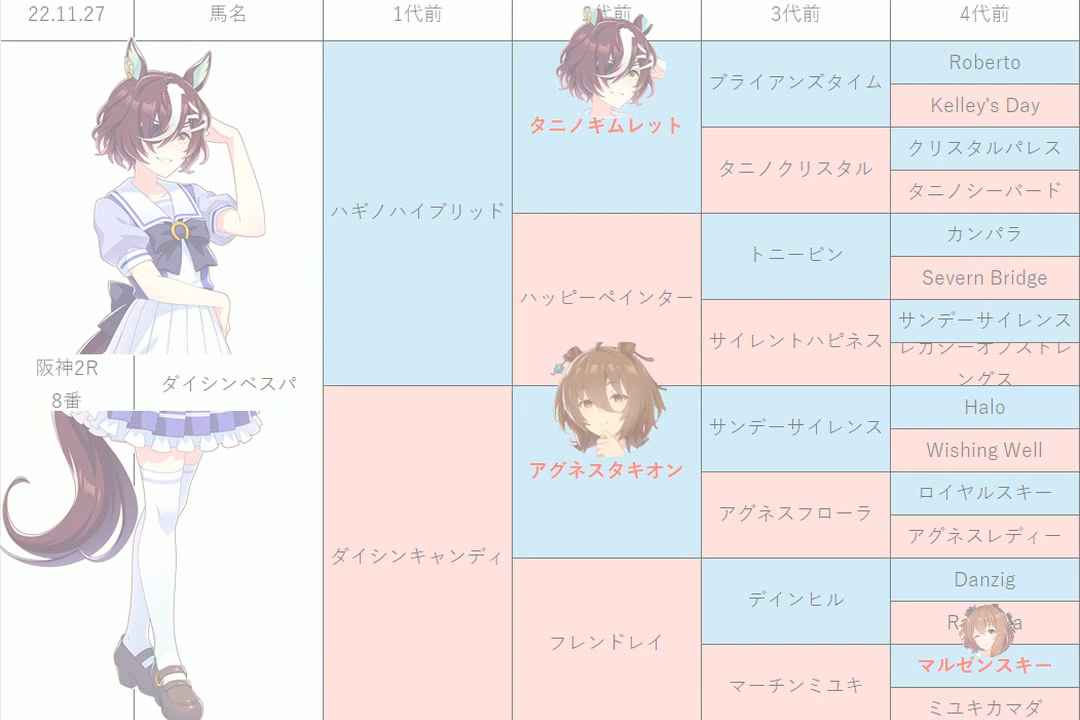 22.11.27
馬名
1代前
代前
3代前
4代前
阪神2R
8番
ダイシンベスパ
ハギノハイブリッド
ダイシンキャンディ
タニノギムレット
ハッピーペインター
アグネスタキオン
フレンドレイ
ブライアンズタイム
タニノクリスタル
トニービン
サイレントハピネス
サンデーサイレンス
アグネスフローラ
デインヒル
マーチンミユキ
Roberto
Kelley's Day
クリスタルパレス
タニノシーバード
カンパラ
Severn Bridge
サンデーサイレンス
レガシーオブストレ
ングス
Halo
Wishing Well
ロイヤルスキー
アグネスレディー
Danzig
マルゼンスキー
ミユキカマダ